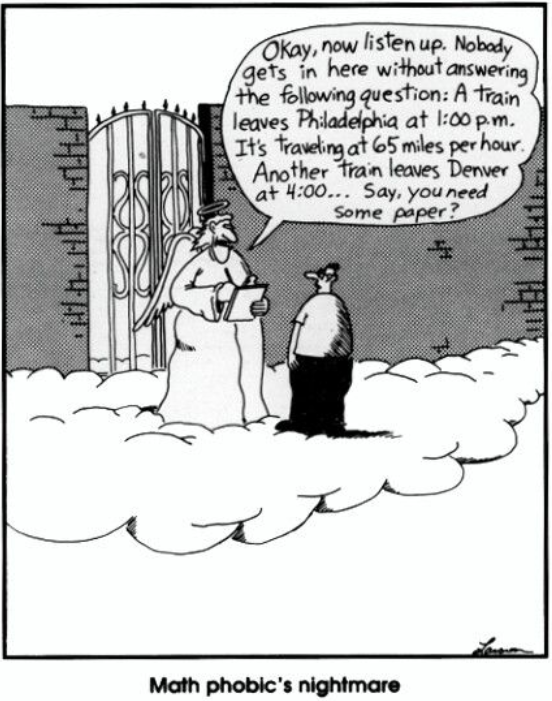 Okay, now listen up. Nobody
gets in here without answering
the following question: A train
leaves Philadelphia at 1:00 p.m.
It's traveling at 65 miles per hour.
Another train leaves Denver
at 4:00... Say, you need
some paper?
Larson
Math phobic's nightmare